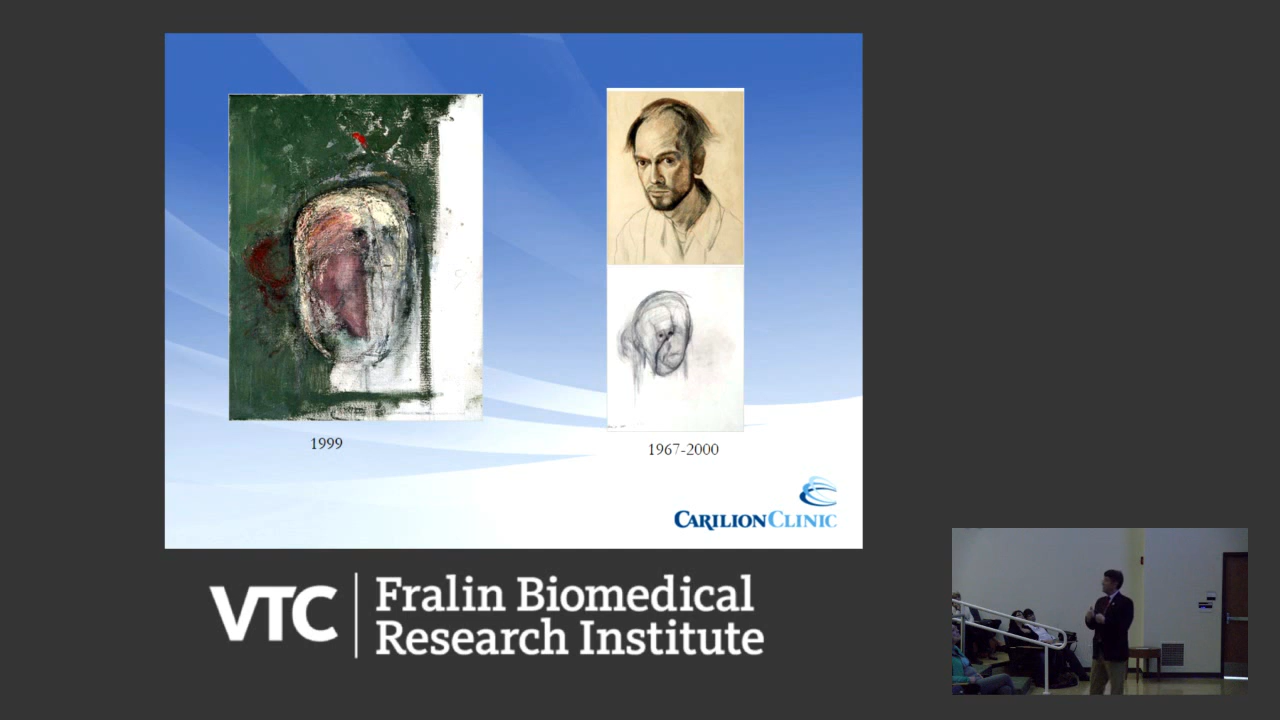 1999
1967-2000
CARILION CLINIC
VTC
Fralin Biomedical
Research Institute